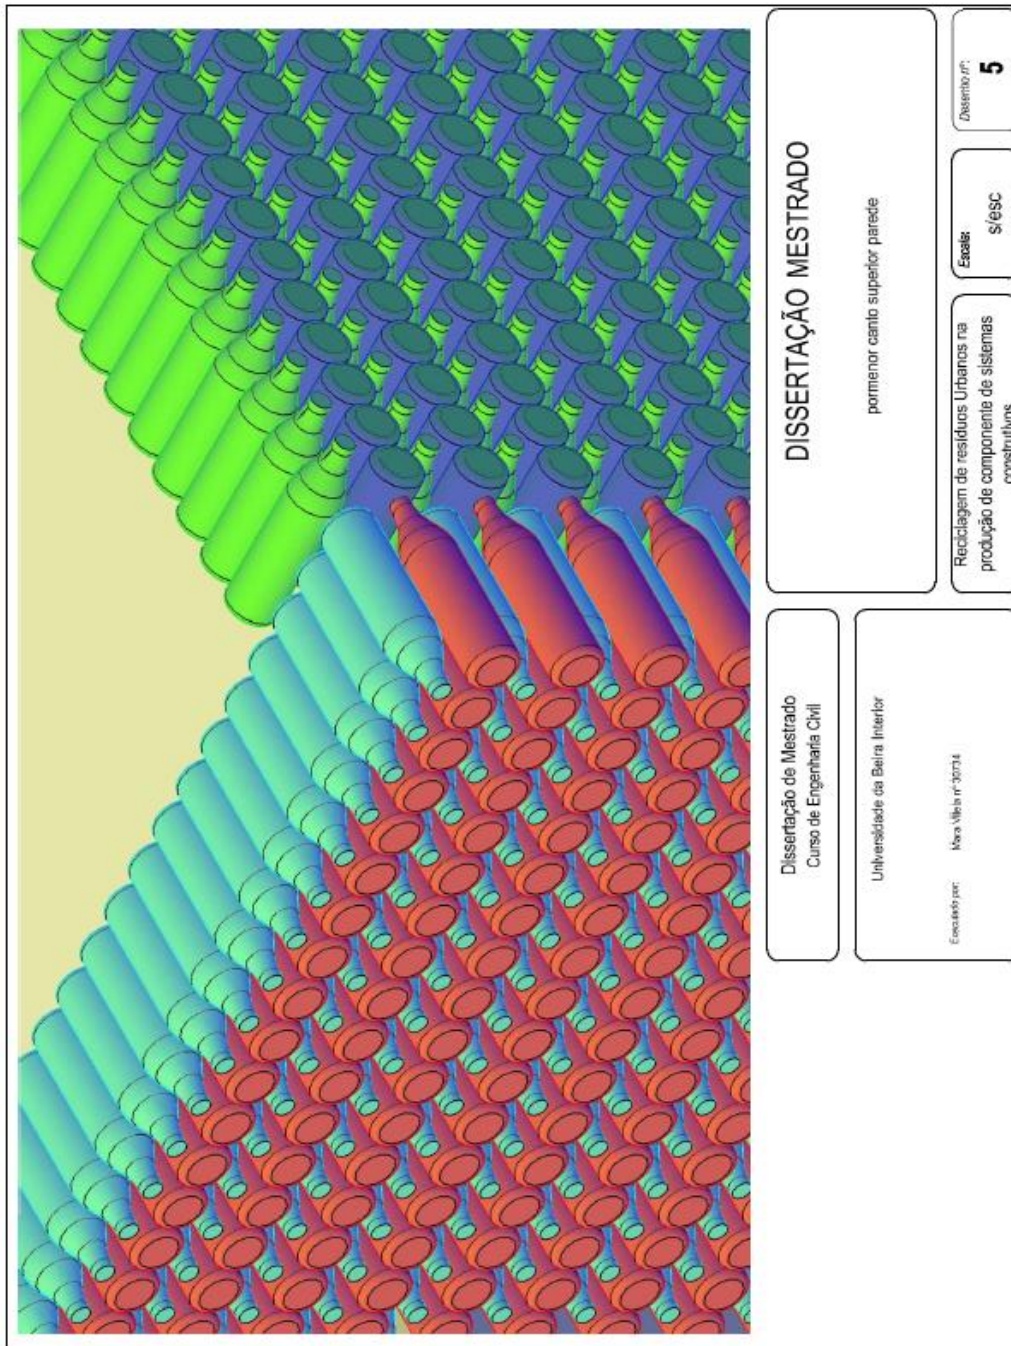 DISSERTAÇÃO MESTRADO
pormenor canto superior parede
Dissertação de Mestrado
Curso de Engenharia Civil
Universidade da Beira Interior
Executado por:
Reciclagem de resíduos Urbanos na
produção de componente de sistemas
construtivos
Escala:
s/esc
Desenho nº:
5